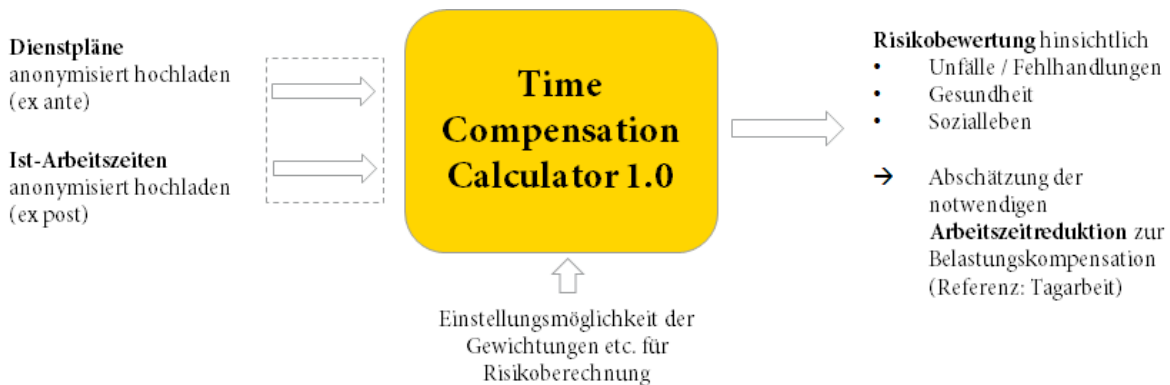 Dienstpläne
anonymisiert hochladen
(ex ante)
Ist-Arbeitszeiten
anonymisiert hochladen
(ex post)
Time
Compensation
Calculator 1.0
Einstellungsmöglichkeit der
Gewichtungen etc. für
Risikoberechnung
Risikobewertung hinsichtlich
• Unfälle / Fehlhandlungen
• Gesundheit
• Sozialleben
→ Abschätzung der
notwendigen
Arbeitszeitreduktion zur
Belastungskompensation
(Referenz: Tagarbeit)